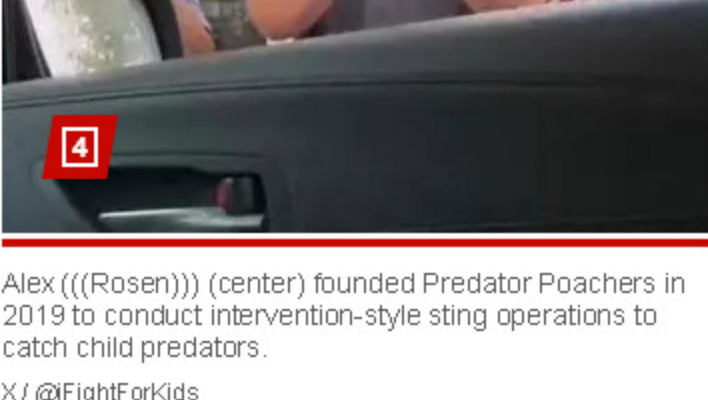 4
Alex (((Rosen))) (center) founded Predator Poachers in
2019 to conduct intervention-style sting operations to
catch child predators.
X / @iFightForKids